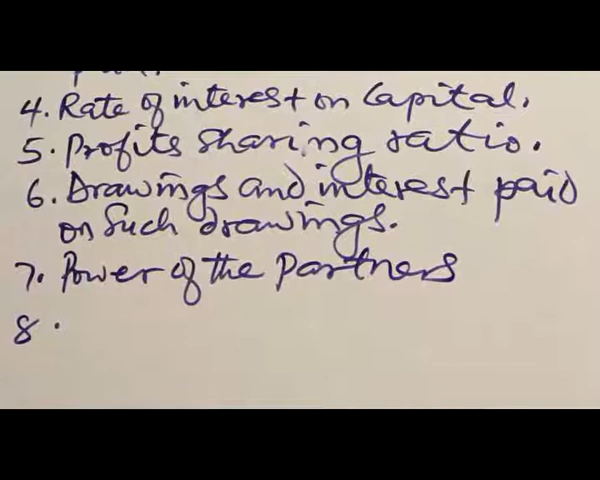 4. Rate of interest on Capital.
5. Profits sharing ratio.
6. Drawings and interest paid
on such drawings.
7. Power of the Partners
8.